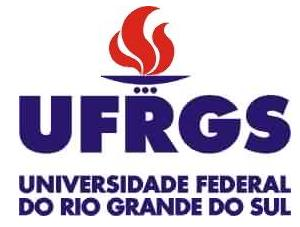 UFRGS
UNIVERSIDADE FEDERAL
DO RIO GRANDE DO SUL